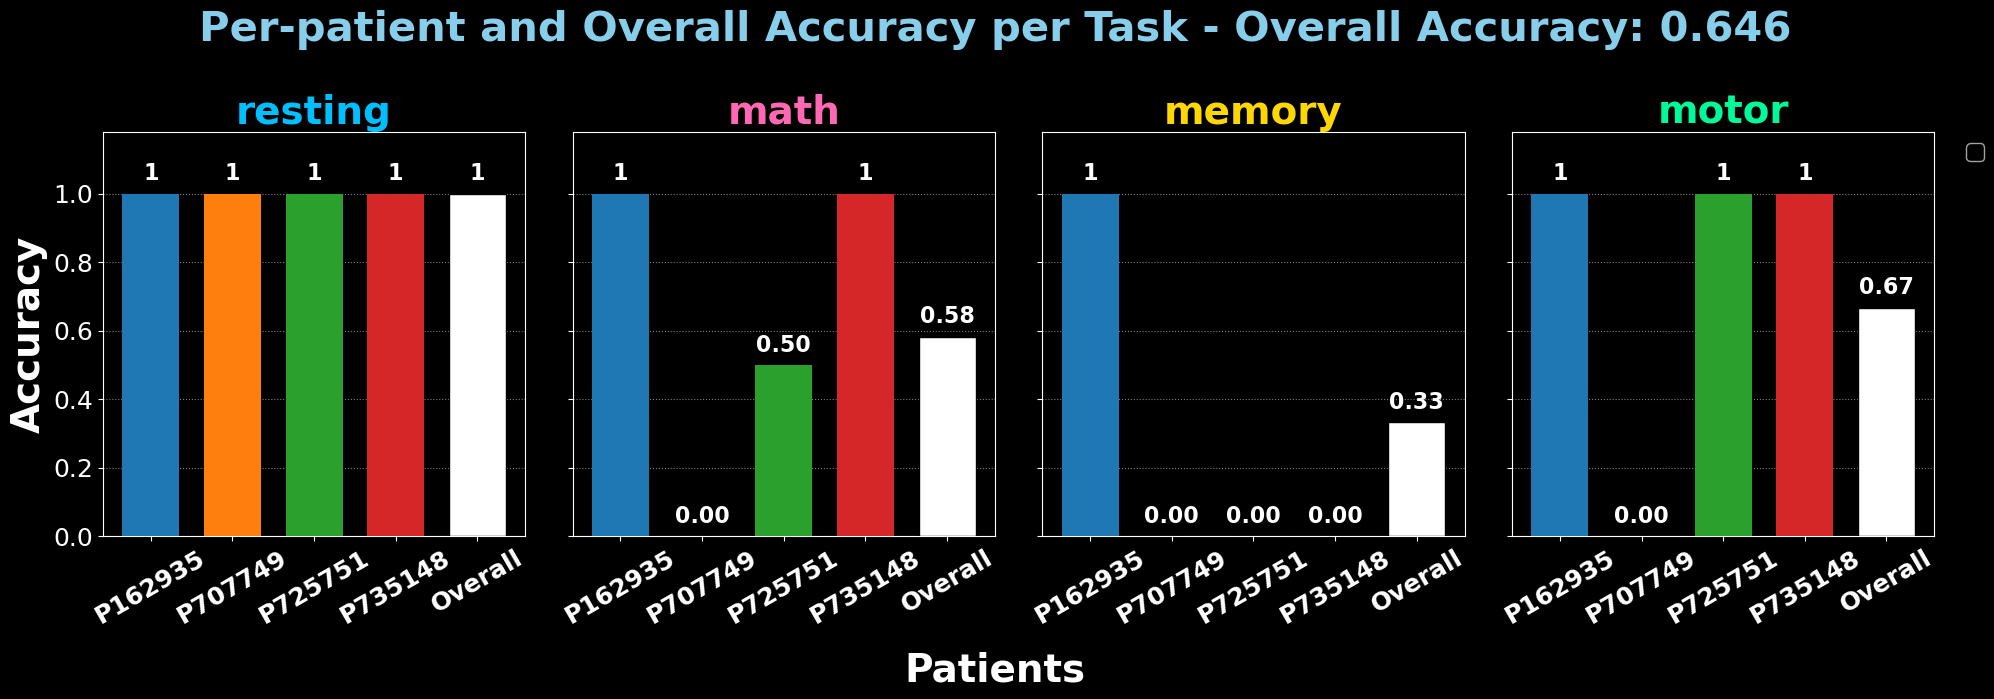 Per-patient and Overall Accuracy per Task - Overall Accuracy: 0.646
resting
math
memory
motor
Accuracy
1.0
0.8
0.6
0.4
0.2
0.0
1 1 1 1 1
1 0.00 0.50 1 0.58
1 0.00 0.00 0.00 0.33
1 0.00 1 1 0.67
P162935 P707749 P725751 P735148 Overall
P162935 P707749 P725751 P735148 Overall
P162935 P707749 P725751 P735148 Overall
P162935 P707749 P725751 P735148 Overall
Patients